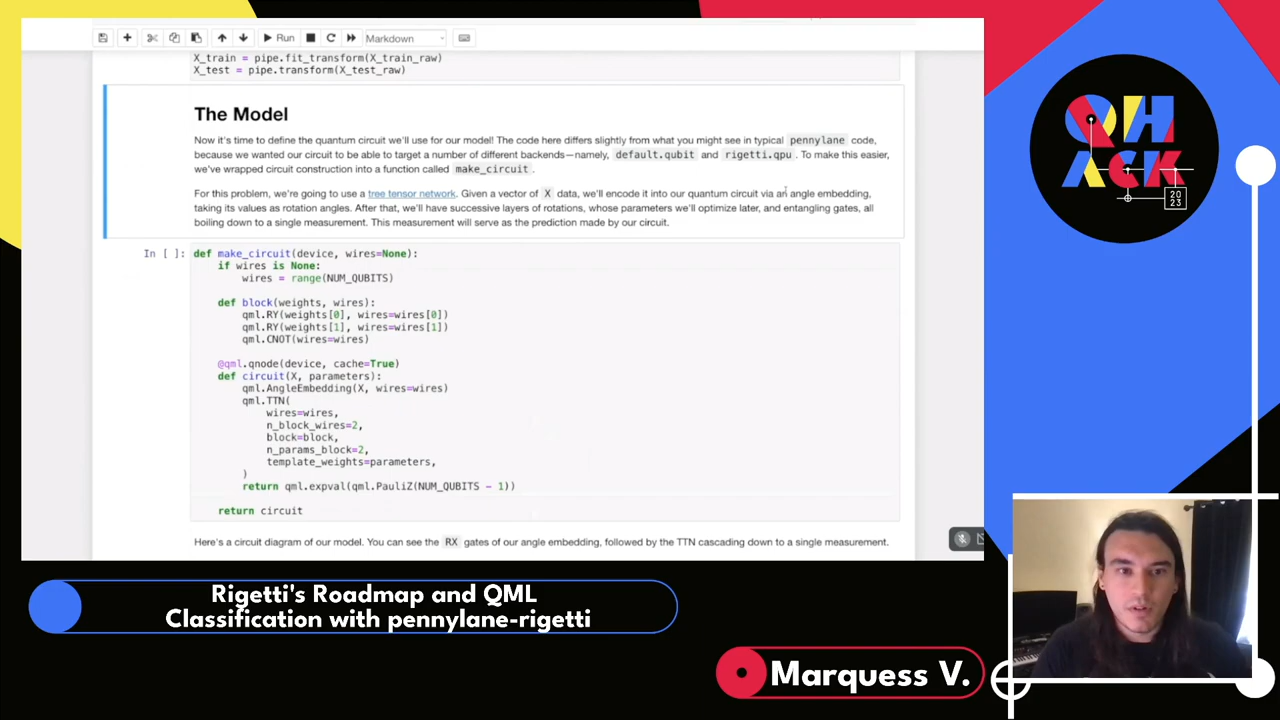 Run
Markdown
X_train = pipe.fit_transform(X_train_raw)
X_test = pipe.transform(X_test_raw)
The Model
Now it's time to define the quantum circuit we'll use for our model! The code here differs slightly from what you might see in typical pennylane code,
because we wanted our circuit to be able to target a number of different backends—namely, default.qubit and rigetti.qpu. To make this easier,
we've wrapped circuit construction into a function called make_circuit.
For this problem, we're going to use a tree tensor network. Given a vector of X data, we'll encode it into our quantum circuit via an angle embedding,
taking its values as rotation angles. After that, we'll have successive layers of rotations, whose parameters we'll optimize later, and entangling gates, all
boiling down to a single measurement. This measurement will serve as the prediction made by our circuit.
In [ ]: def make_circuit(device, wires=None):
if wires is None:
wires = range(NUM_QUBITS)
def block(weights, wires):
qml.RY(weights[0], wires=wires[0])
qml.RY(weights[1], wires=wires[1])
qml.CNOT(wires=wires)
@qml.qnode(device, cache=True)
def circuit(X, parameters):
qml.AngleEmbedding(X, wires=wires)
qml.TTN(
wires=wires,
n_block_wires=2,
block=block,
n_params_block=2,
template_weights=parameters,
)
return qml.expval(qml.PauliZ(NUM_QUBITS - 1))
return circuit
Here's a circuit diagram of our model. You can see the RX gates of our angle embedding, followed by the TTN cascading down to a single measurement.
QH
ACK
20
23
Rigetti's Roadmap and QML
Classification with pennylane-rigetti
Marquess V.